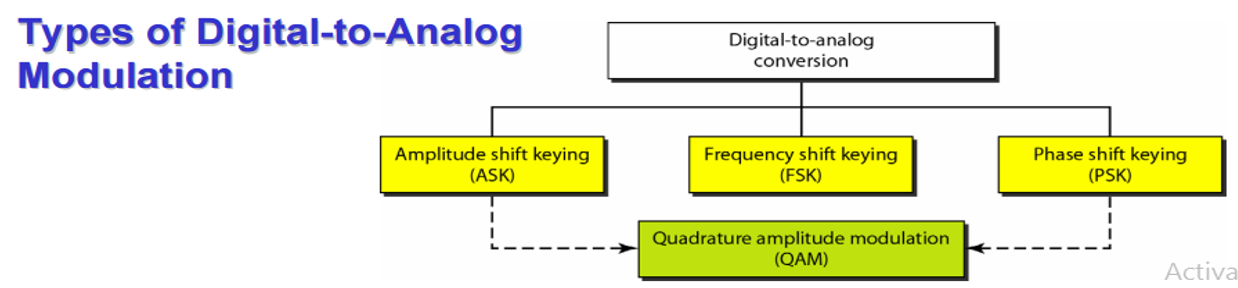 Types of Digital-to-Analog
Modulation
Digital-to-analog
conversion
Amplitude shift keying
(ASK)
Frequency shift keying
(FSK)
Phase shift keying
(PSK)
Quadrature amplitude modulation
(QAM)
Activa